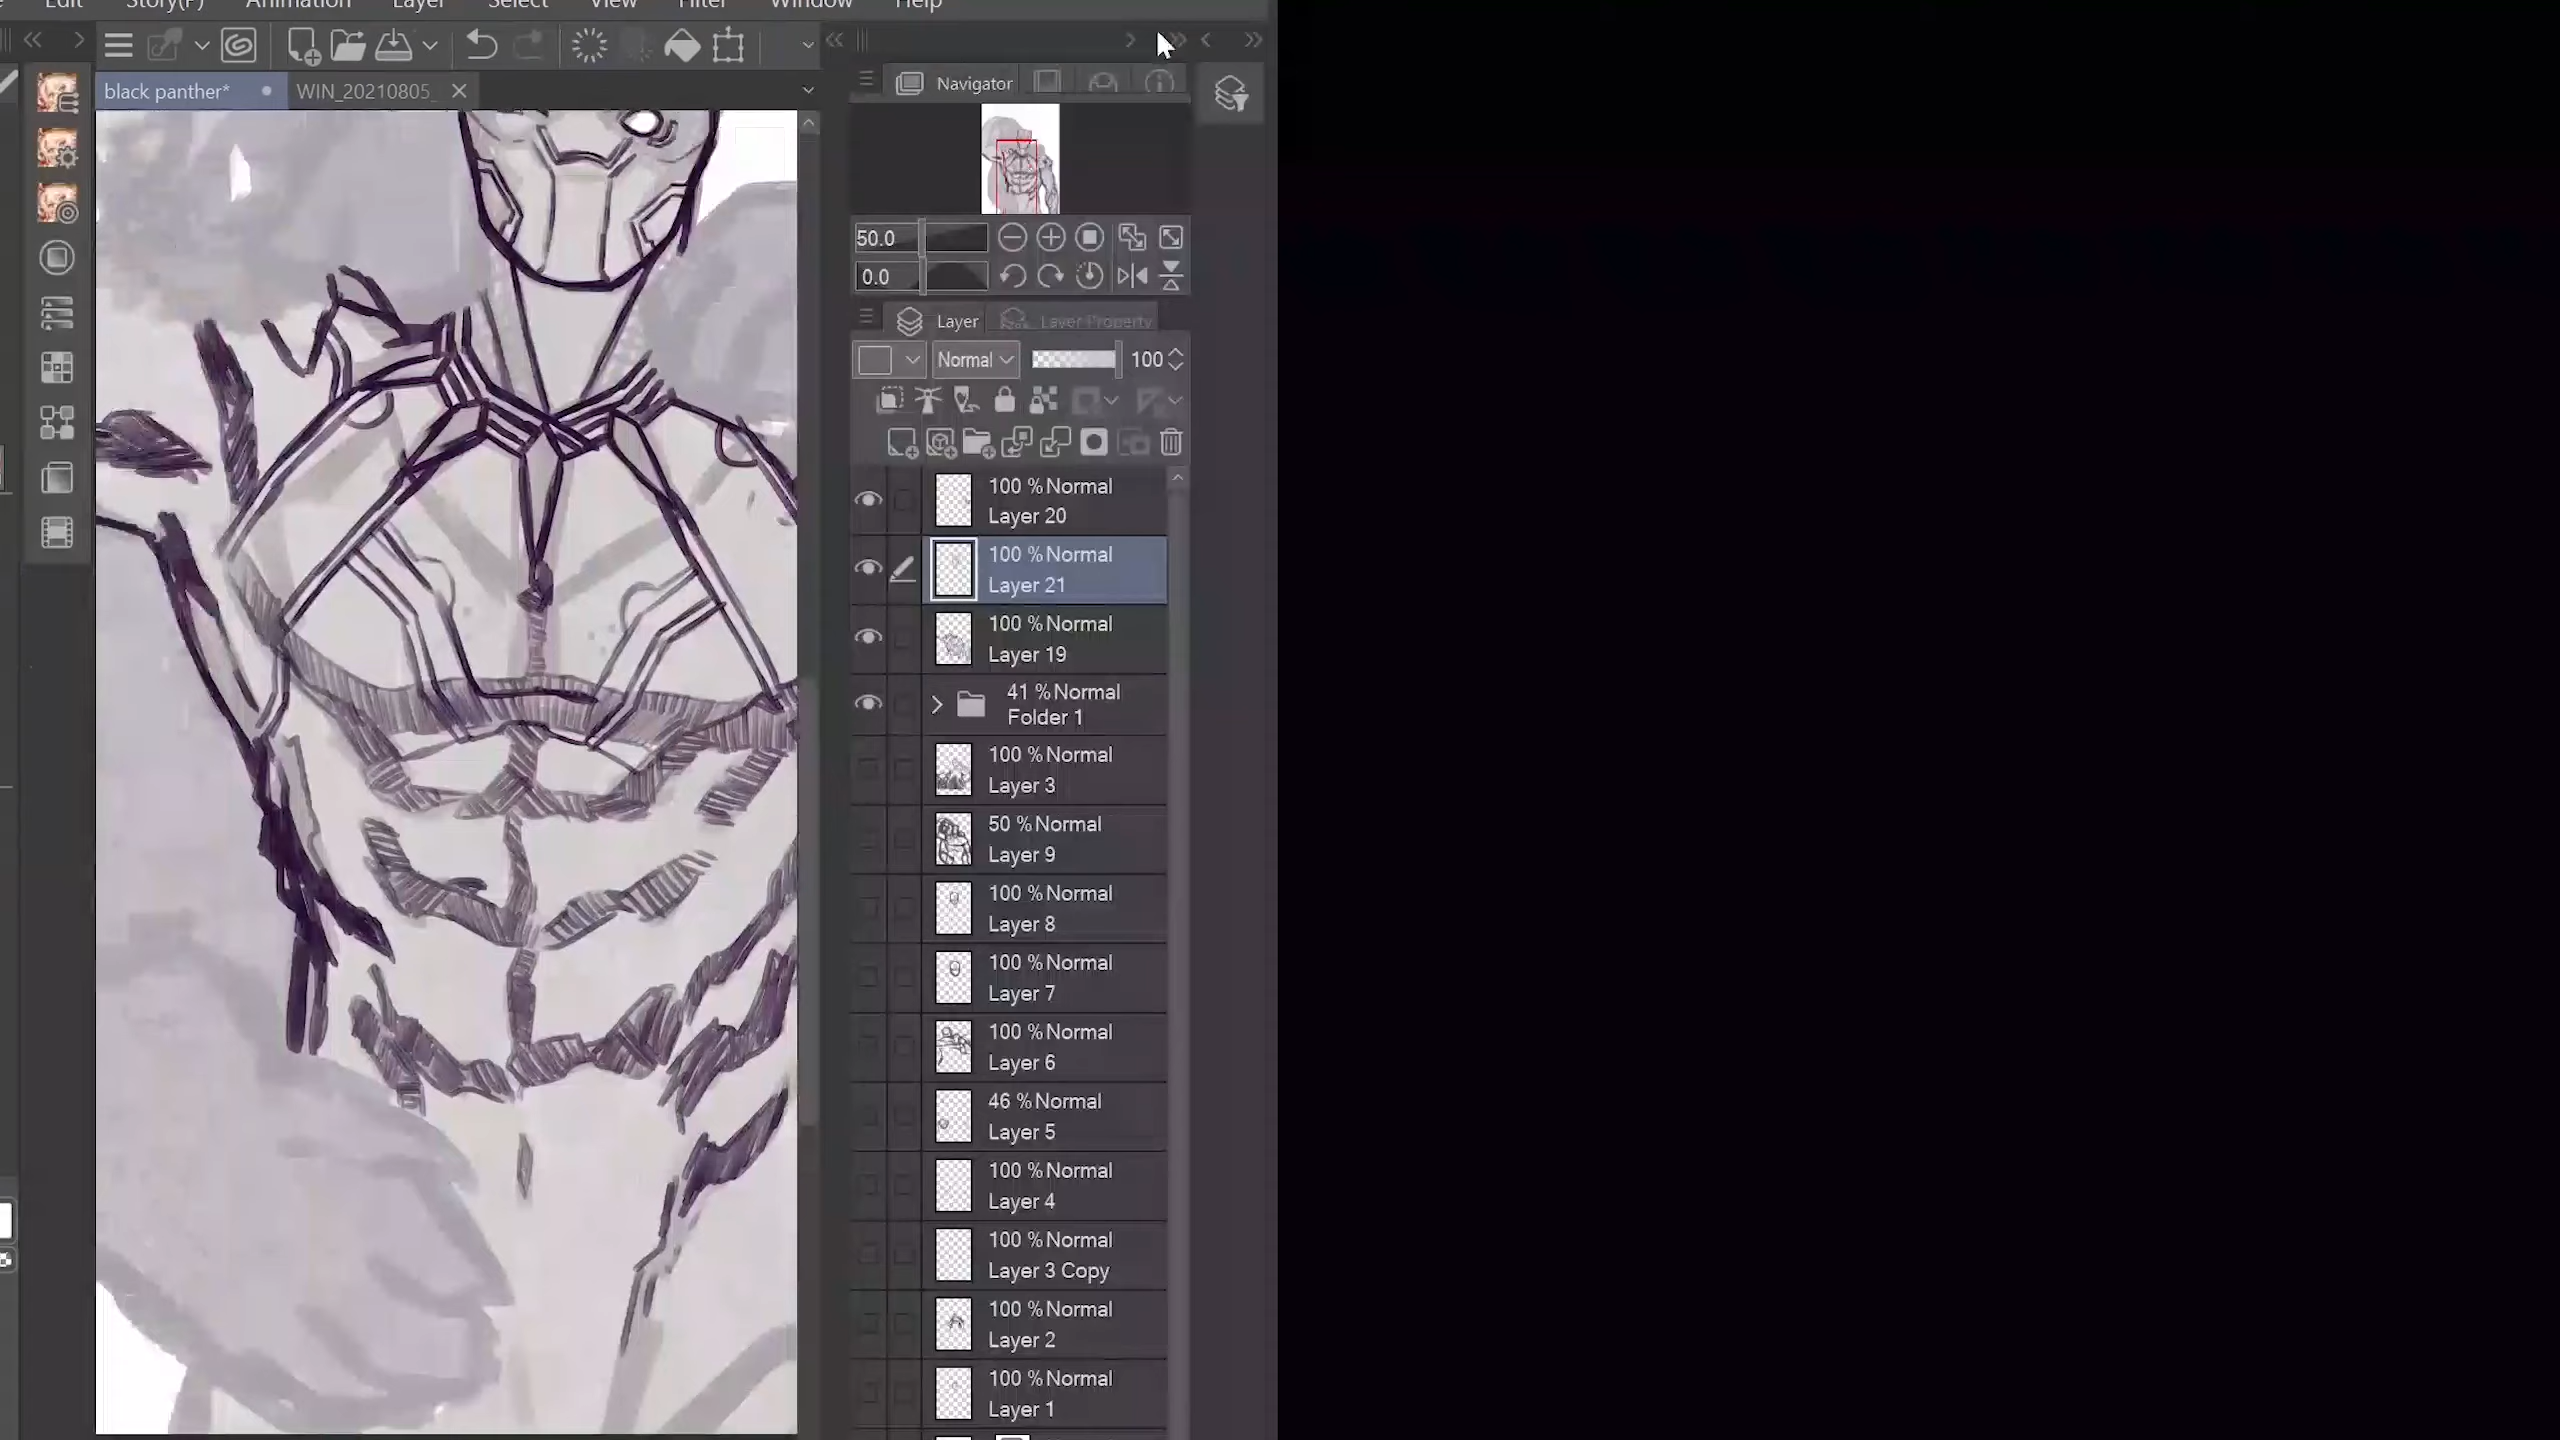 Edit Story(P) Animation Layer Select View Filter Window Help
black panther* WIN_20210805_
Navigator
50.0
0.0
Layer Layer Property
Normal 100
100 %Normal
Layer 20
100 %Normal
Layer 21
100 %Normal
Layer 19
41 %Normal
Folder 1
100 %Normal
Layer 3
50 %Normal
Layer 9
100 %Normal
Layer 8
100 %Normal
Layer 7
100 %Normal
Layer 6
46 %Normal
Layer 5
100 %Normal
Layer 4
100 %Normal
Layer 3 Copy
100 %Normal
Layer 2
100 %Normal
Layer 1